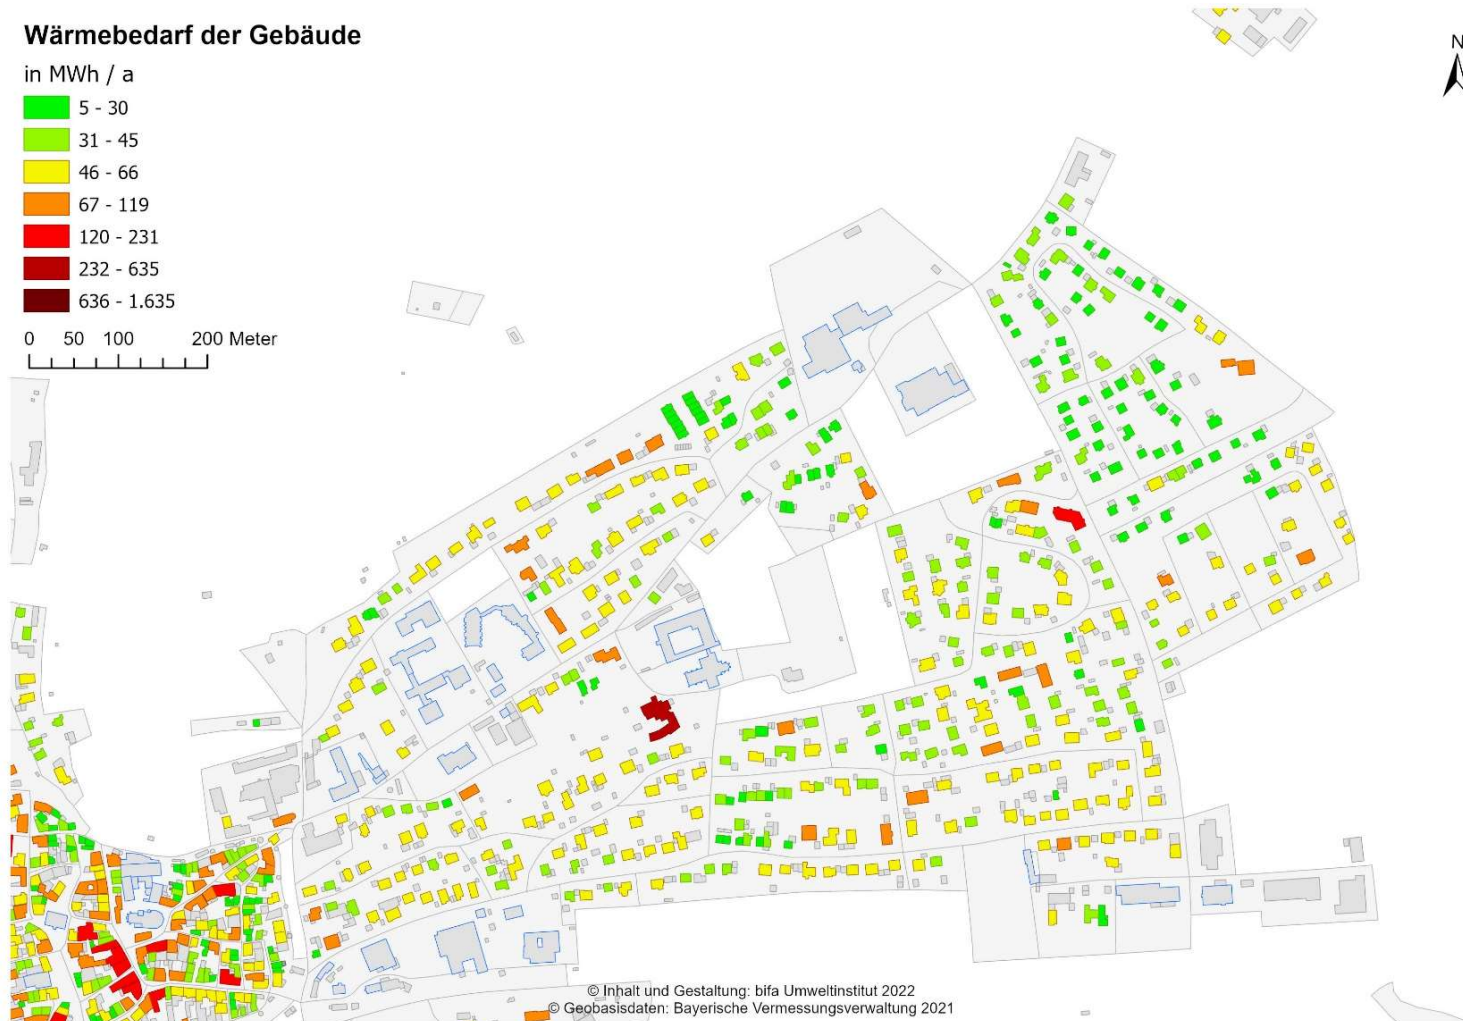 Wärmebedarf der Gebäude
in MWh / a
5 - 30
31 - 45
46 - 66
67 - 119
120 - 231
232 - 635
636 - 1.635
0 50 100 200 Meter
N
© Inhalt und Gestaltung: bifa Umweltinstitut 2022
© Geobasisdaten: Bayerische Vermessungsverwaltung 2021